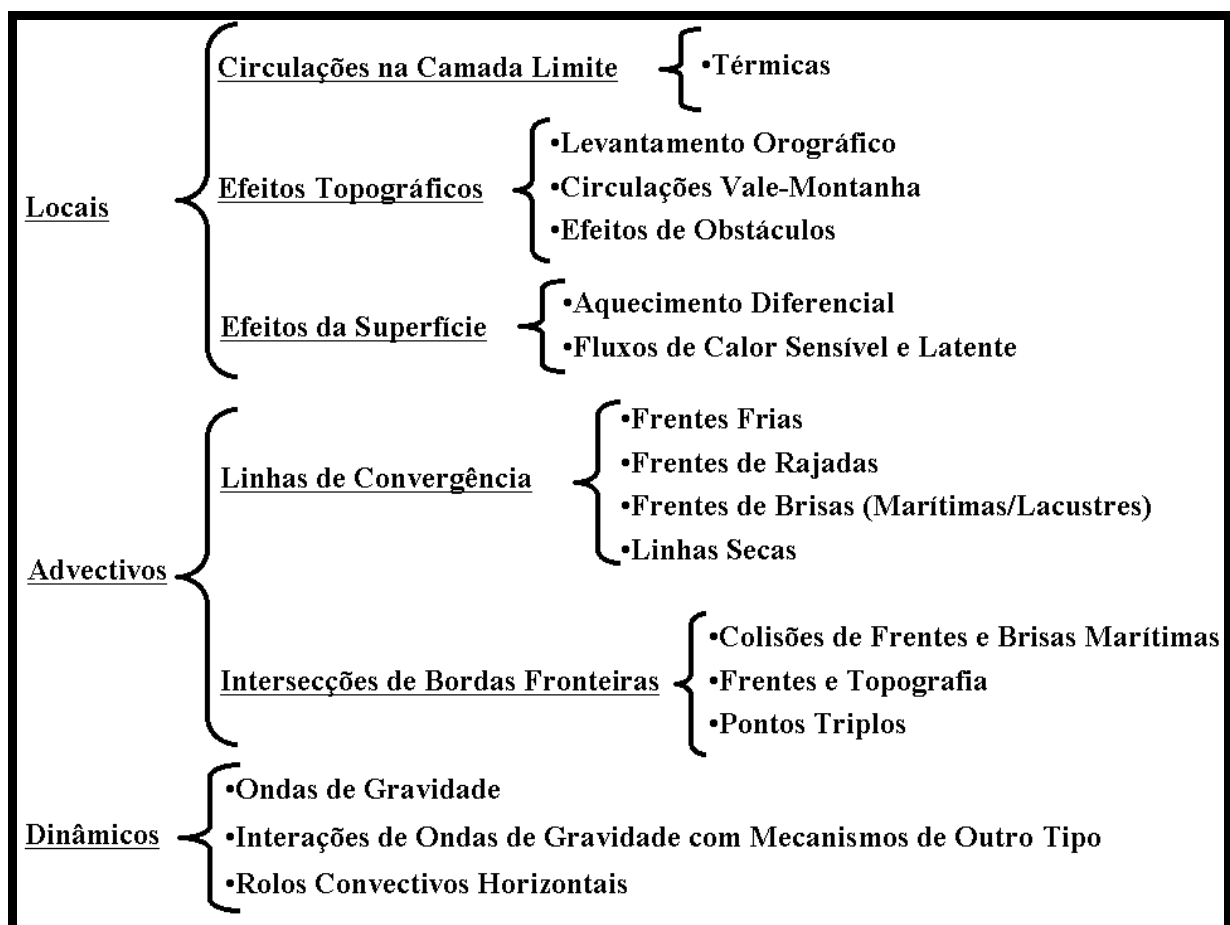 Locais
Circulações na Camada Limite
•Térmicas
Efeitos Topográficos
•Levantamento Orográfico
•Circulações Vale-Montanha
•Efeitos de Obstáculos
Efeitos da Superfície
•Aquecimento Diferencial
•Fluxos de Calor Sensível e Latente
Advectivos
Linhas de Convergência
•Frentes Frias
•Frentes de Rajadas
•Frentes de Brisas (Marítimas/Lacustres)
•Linhas Secas
Intersecções de Bordas Fronteiras
•Colisões de Frentes e Brisas Marítimas
•Frentes e Topografia
•Pontos Triplos
Dinâmicos
•Ondas de Gravidade
•Interações de Ondas de Gravidade com Mecanismos de Outro Tipo
•Rolos Convectivos Horizontais